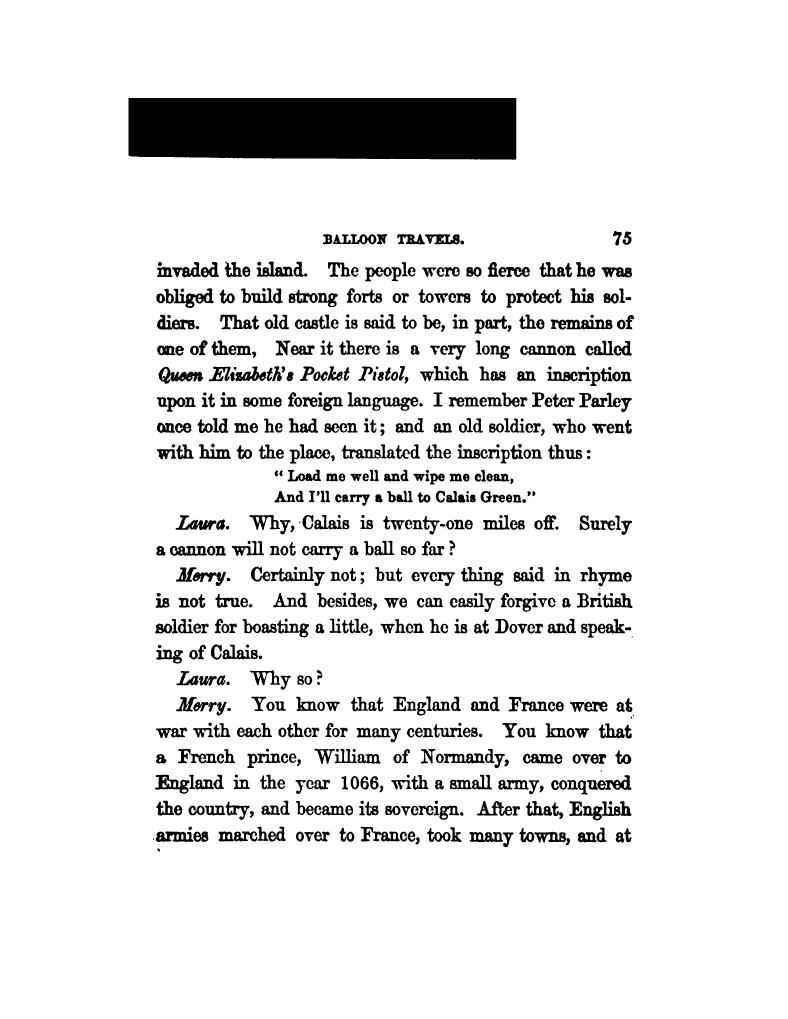 BALLOON TRAVELS. 75
invaded the island. The people were so fierce that he was
obliged to build strong forts or towers to protect his sol-
diers. That old castle is said to be, in part, the remains of
one of them, Near it there is a very long cannon called
Queen Elizabeth's Pocket Pistol, which has an inscription
upon it in some foreign language. I remember Peter Parley
once told me he had seen it; and an old soldier, who went
with him to the place, translated the inscription thus:
"Load me well and wipe me clean,
And I'll carry a ball to Calais Green."
Laura. Why, Calais is twenty-one miles off. Surely
a cannon will not carry a ball so far?
Merry. Certainly not; but every thing said in rhyme
is not true. And besides, we can easily forgive a British
soldier for boasting a little, when he is at Dover and speak-
ing of Calais.
Laura. Why so?
Merry. You know that England and France were at
war with each other for many centuries. You know that
a French prince, William of Normandy, came over to
England in the year 1066, with a small army, conquered
the country, and became its sovereign. After that, English
armies marched over to France, took many towns, and at